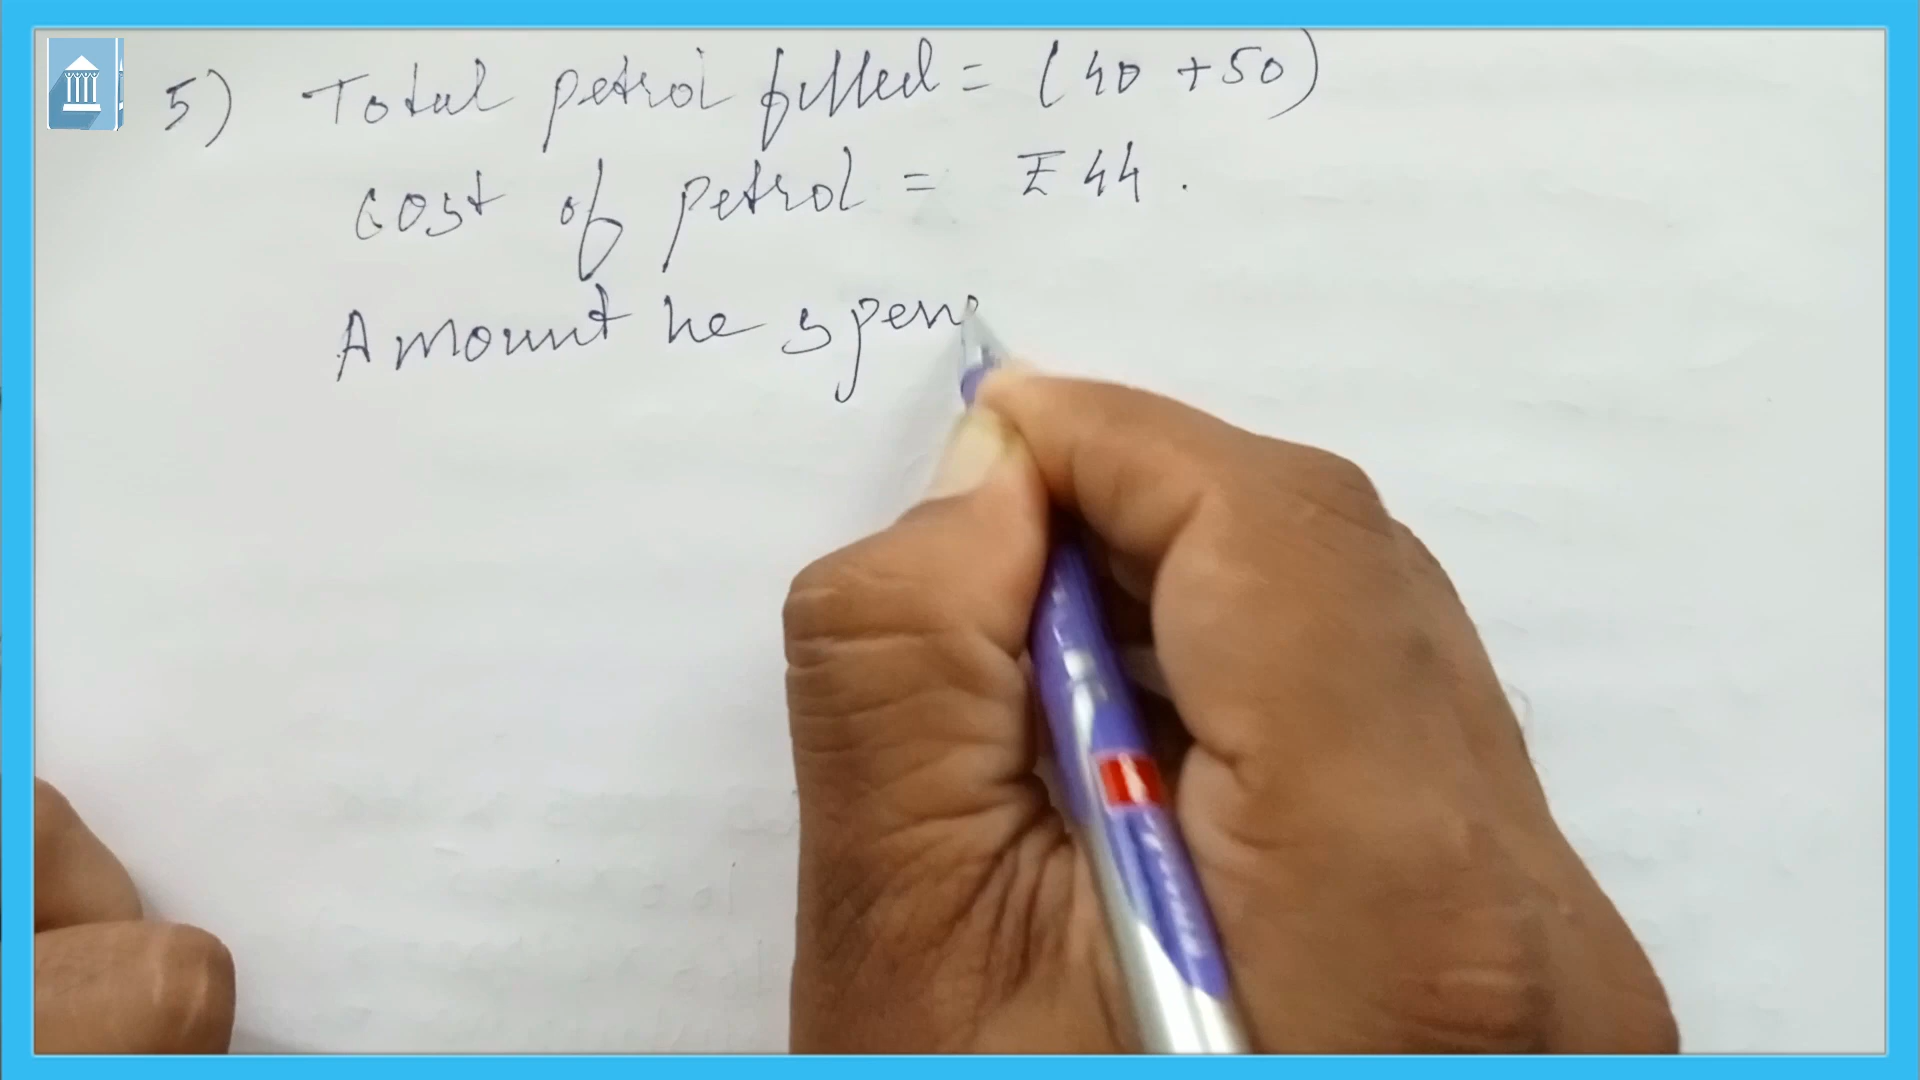 5) Total petrol filled = (40 + 50)
Cost of petrol = ₹ 44.
Amount he spen